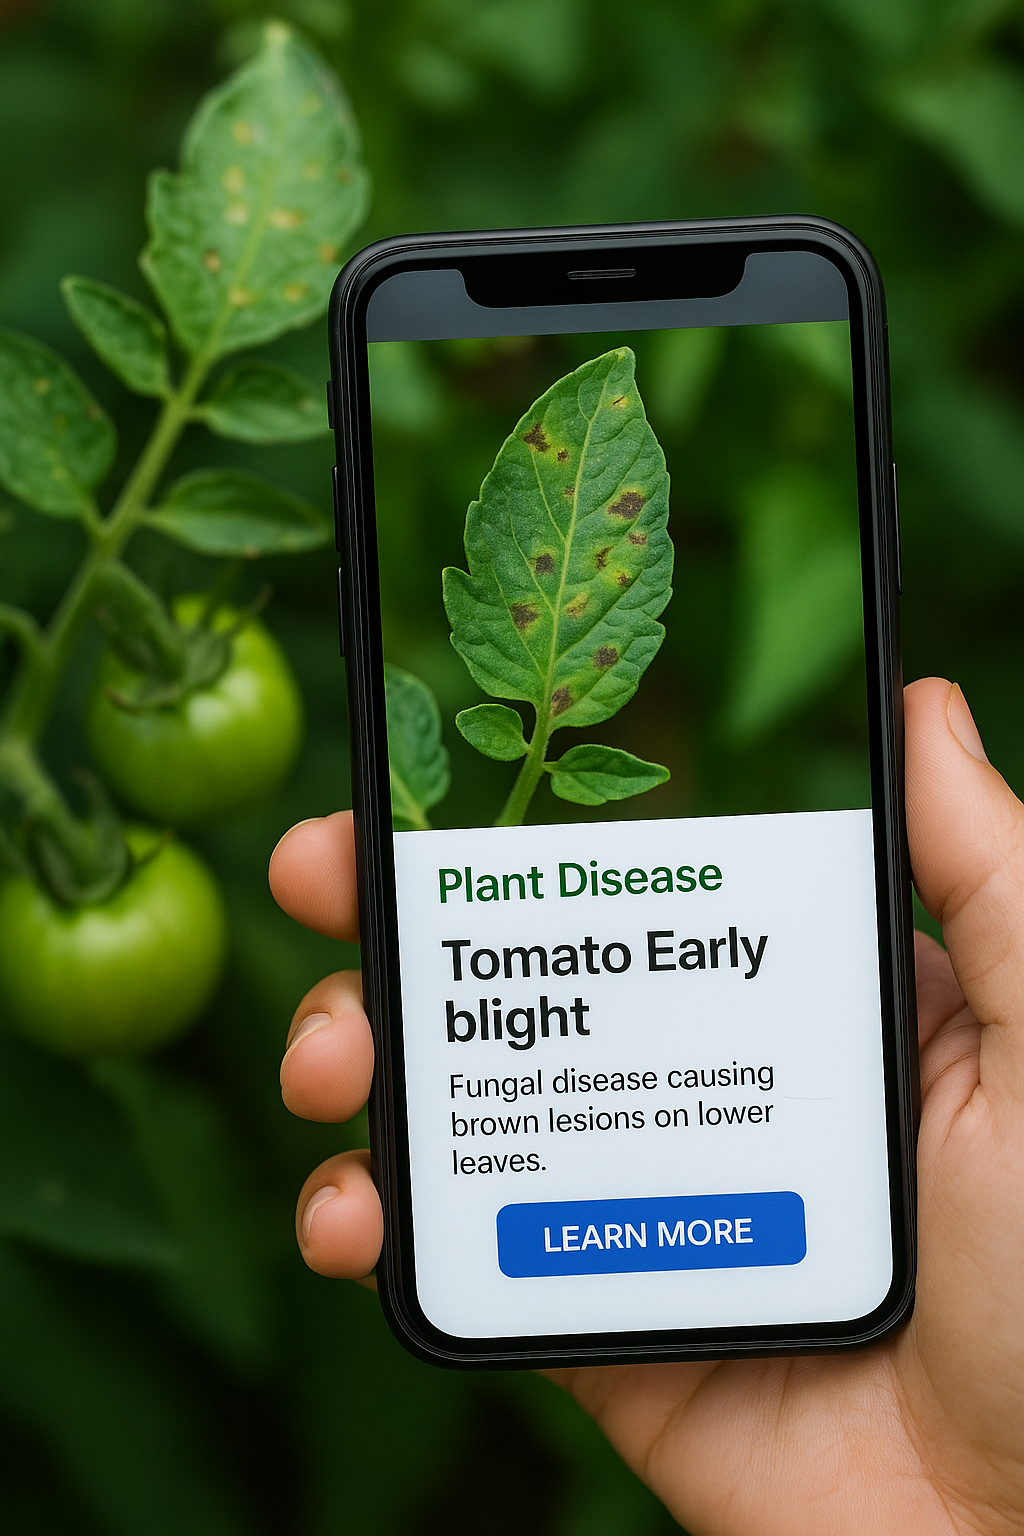 Plant Disease
Tomato Early
blight
Fungal disease causing
brown lesions on lower
leaves.
LEARN MORE